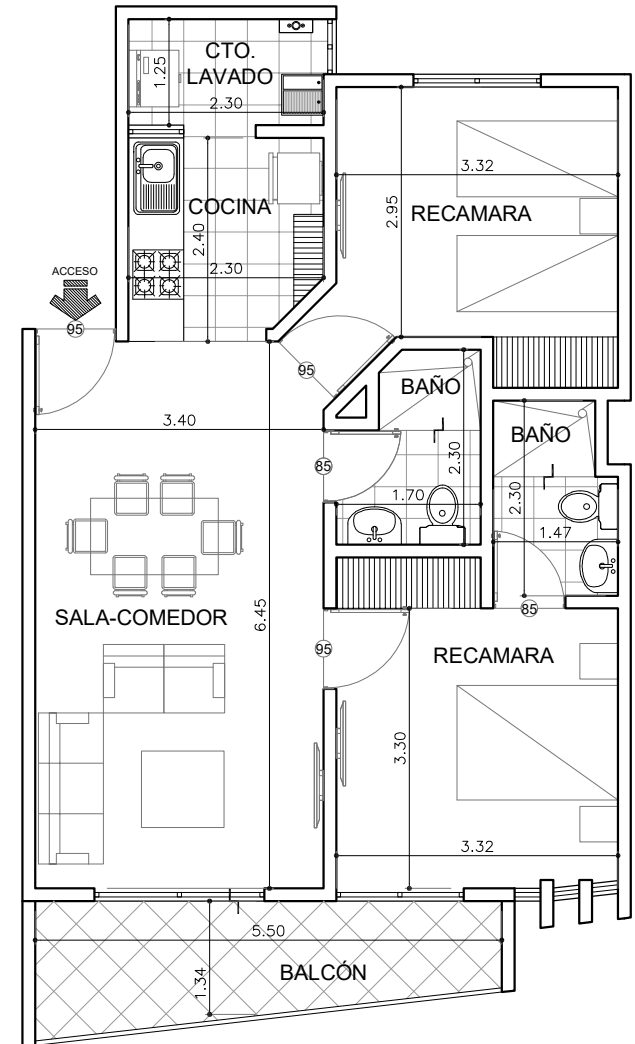 CTO.
LAVADO
1.25
2.30
COCINA
2.40
2.30
3.32
2.95
RECAMARA
ACCESO
95
95
3.40
BAÑO
BAÑO
85
2.30
1.70
2.30
1.47
85
SALA-COMEDOR
6.45
95
RECAMARA
3.30
3.32
5.50
1.34
BALCÓN